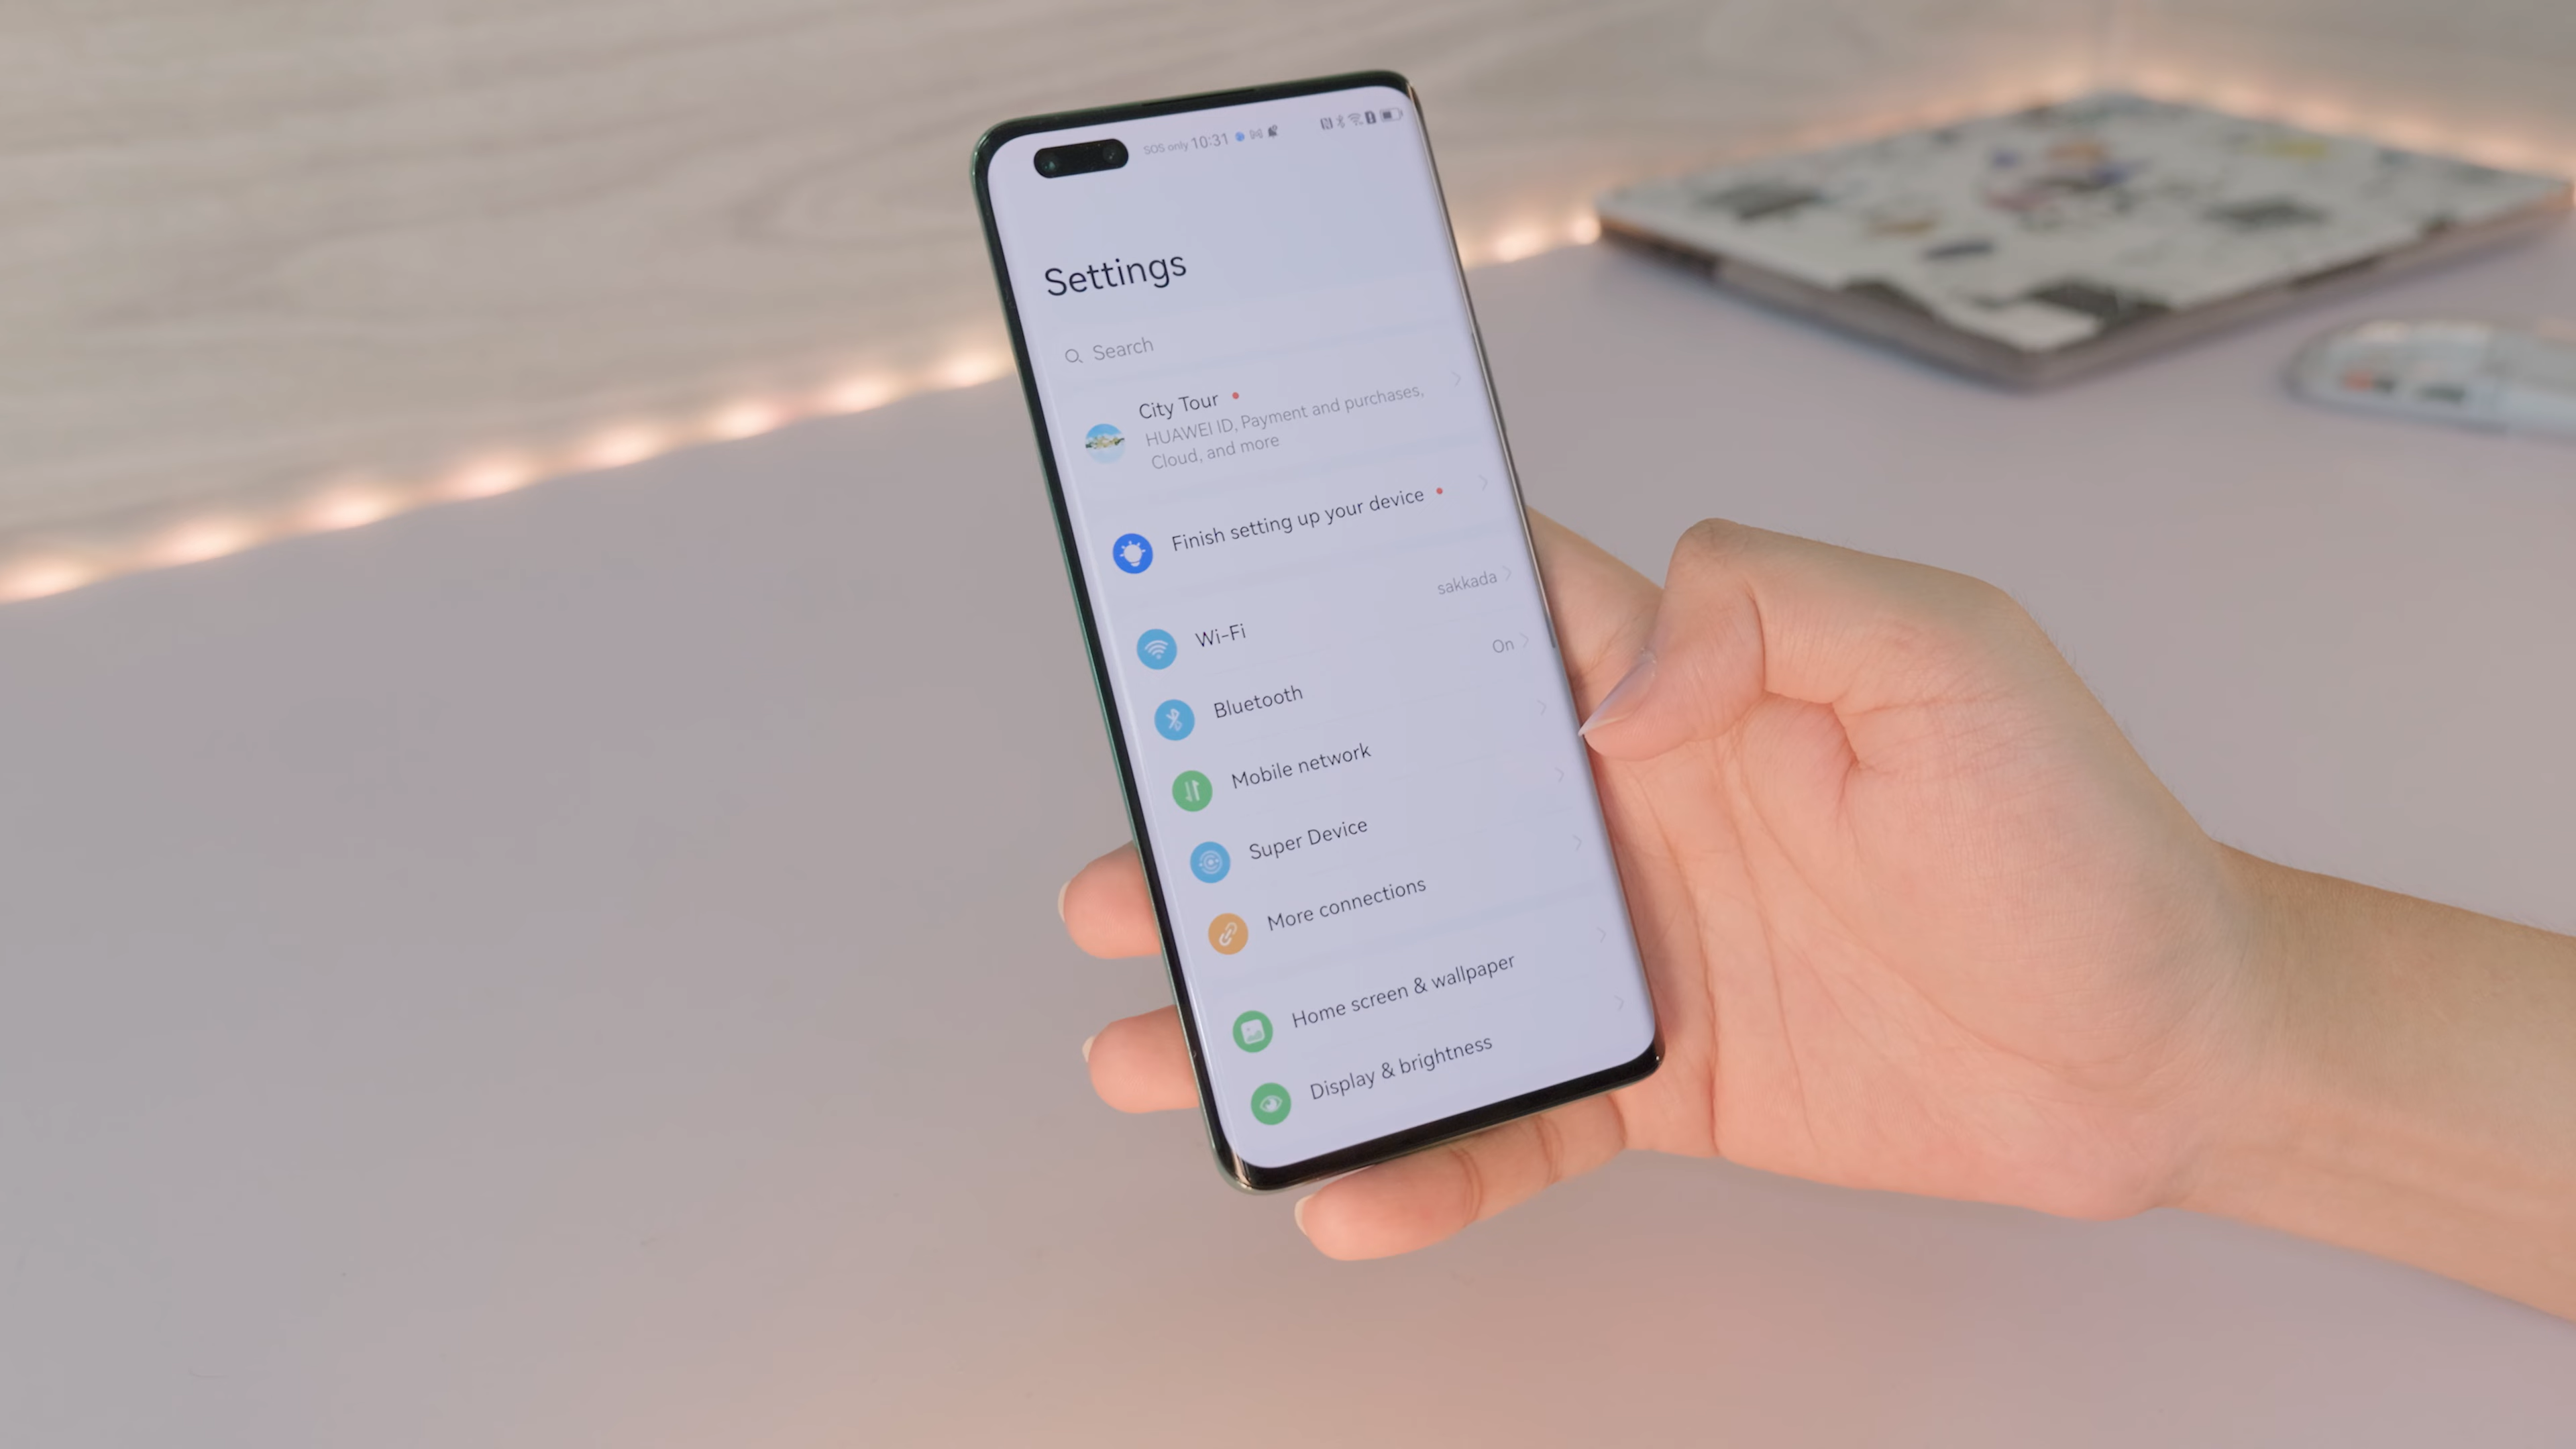 SOS only 10:31
Settings
Search
City Tour
HUAWEI ID, Payment and purchases,
Cloud, and more
Finish setting up your device
Wi-Fi sakkada
Bluetooth On
Mobile network
Super Device
More connections
Home screen & wallpaper
Display & brightness